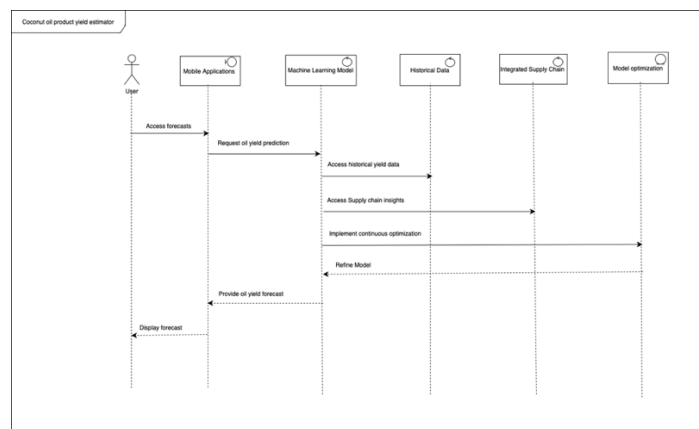 Coconut oil product yield estimator
Mobile Applications
Machine Learning Model
Historical Data
Integrated Supply Chain
Model optimization
User
Access forecasts
Request oil yield prediction
Access historical yield data
Access Supply chain insights
Implement continuous optimization
Refine Model
Provide oil yield forecast
Display forecast